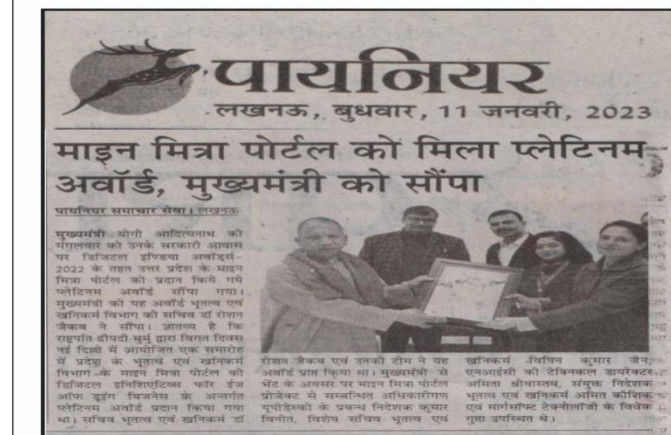 पायनियर
लखनऊ, बुधवार, 11 जनवरी, 2023
माइन मित्रा पोर्टल को मिला प्लेटिनम
अवॉर्ड, मुख्यमंत्री को सौंपा
पायनियर समाचार सेवा। लखनऊ
मुख्यमंत्री योगी आदित्यनाथ को
मंगलवार को उनके सरकारी आवास
पर डिजिटल इण्डिया अवॉर्ड्स-
2022 के तहत उत्तर प्रदेश के माइन
मित्रा पोर्टल को प्रदान किये गये
प्लेटिनम अवॉर्ड सौंपा गया।
मुख्यमंत्री को यह अवॉर्ड भूतत्व एवं
खनिकर्म विभाग की सचिव डॉ रोशन
जैकब ने सौंपा। ज्ञातव्य है कि
राष्ट्रपति द्रौपदी मुर्मू द्वारा विगत दिवस
नई दिल्ली में आयोजित एक समारोह
में प्रदेश के भूतत्व एवं खनिकर्म
विभाग के माइन मित्रा पोर्टल को
डिजिटल इनिशिएटिव्स फॉर ईज
ऑफ डूइंग बिजनेस के अन्तर्गत
प्लेटिनम अवॉर्ड प्रदान किया गया
था। सचिव भूतत्व एवं खनिकर्म डॉ
रोशन जैकब एवं उनकी टीम ने यह
अवॉर्ड प्राप्त किया था। मुख्यमंत्री से
भेंट के अवसर पर माइन मित्रा पोर्टल
प्रोजेक्ट से सम्बन्धित अधिकारीगण
यूपीडेस्को के प्रबन्ध निदेशक कुमार
विनीत, विशेष सचिव भूतत्व एवं
खनिकर्म विपिन कुमार जैन,
एनआईसी की टेक्निकल डायरेक्टर
अमिता श्रीवास्तव, संयुक्त निदेशक
भूतत्व एवं खनिकर्म अमित कौशिक
एवं मार्गसॉफ्ट टेक्नीलॉजी के विवेक
गुप्ता उपस्थित थे।